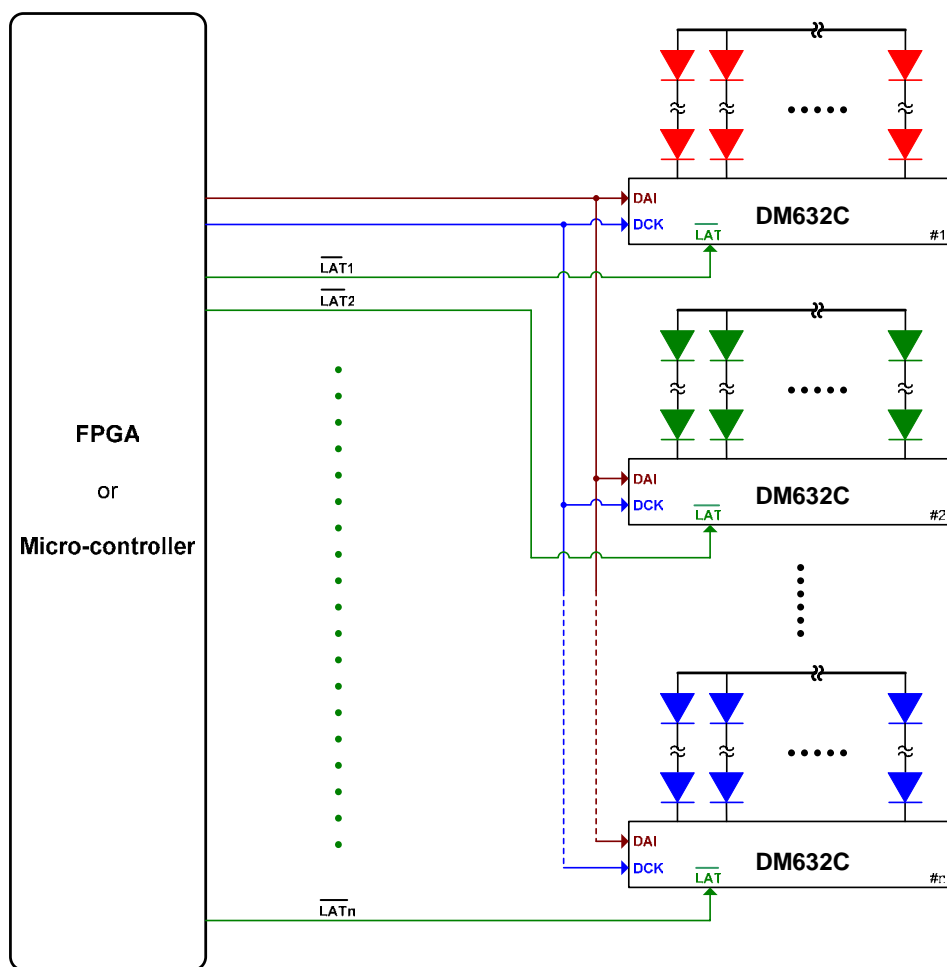 FPGA
or
Micro-controller
LAT1
LAT2
LATn
DAI
DCK
LAT
DM632C
#1
DAI
DCK
LAT
DM632C
#2
DAI
DCK
LAT
DM632C
#n